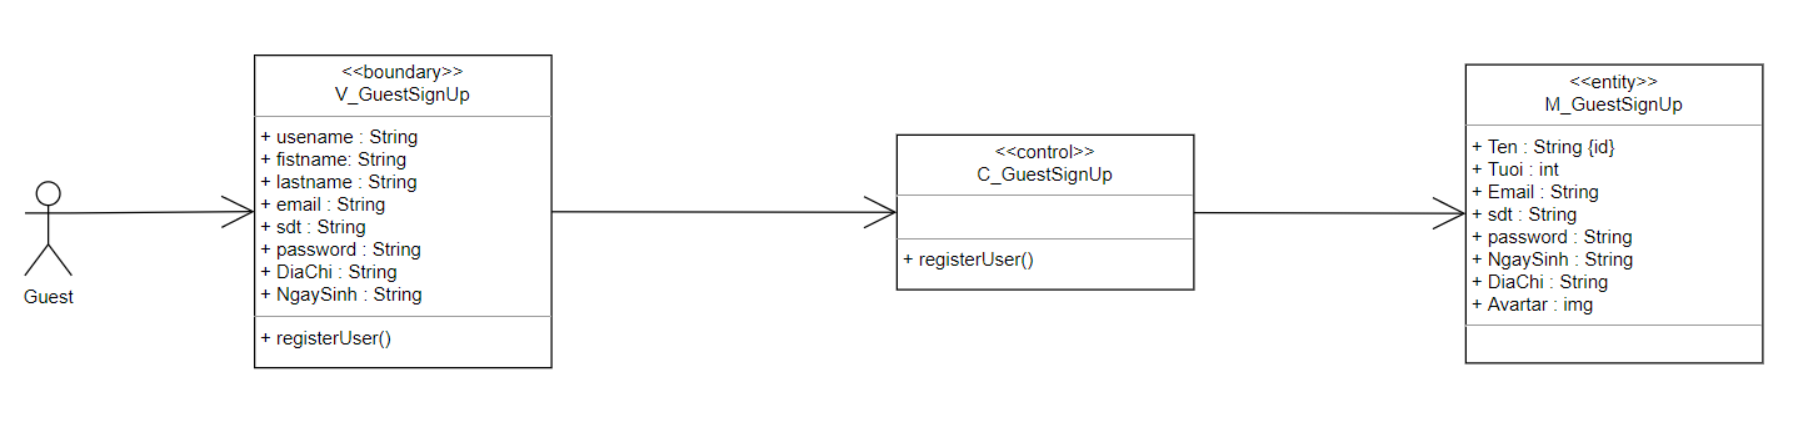 Guest
<<boundary>>
V_GuestSignUp
+ usename : String
+ fistname: String
+ lastname : String
+ email : String
+ sdt : String
+ password : String
+ DiaChi : String
+ NgaySinh : String
+ registerUser()
<<control>>
C_GuestSignUp
+ registerUser()
<<entity>>
M_GuestSignUp
+ Ten : String {id}
+ Tuoi : int
+ Email : String
+ sdt : String
+ password : String
+ NgaySinh : String
+ DiaChi : String
+ Avartar : img